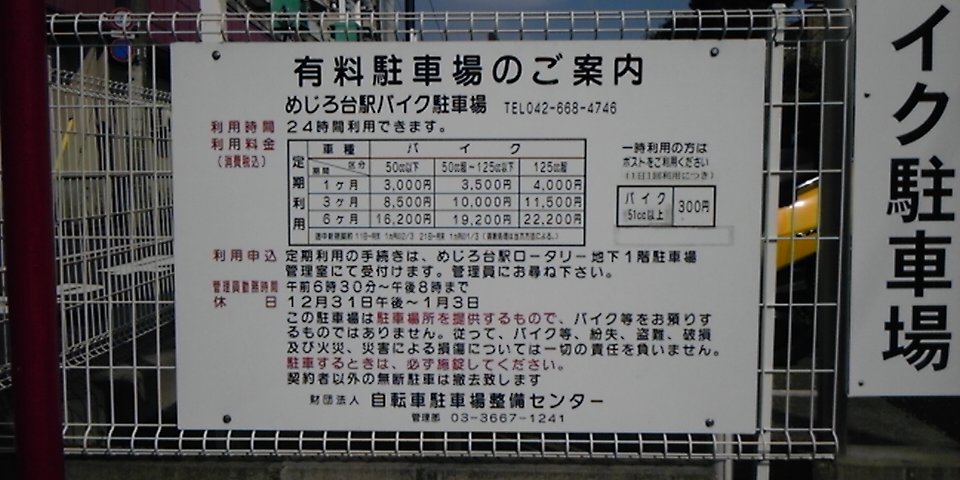 有料駐車場のご案内
めじろ台駅バイク駐車場 TEL042-668-4746
利用時間 24時間利用できます。
利用料金
(消費税込)
定期利用
車種 バイク
期間 区分 50cc以下 50cc超~125cc以下 125cc超
1ヶ月 3,000円 3,500円 4,000円
3ヶ月 8,500円 10,000円 11,500円
6ヶ月 16,200円 19,200円 22,200円
一時利用の方は
ポストをご利用ください
(1日1回利用につき)
バイク
51cc以上 300円
利用申込 定期利用の手続きは、めじろ台駅ロータリー地下1階駐車場
管理室にて受付けます。管理員にお尋ね下さい。
管理員勤務時間 午前6時30分~午後8時まで
休日 12月31日午後~1月3日
この駐車場は駐車場所を提供するもので、バイク等をお預りす
るものではありません。従って、バイク等、紛失、盗難、破損
及び火災、災害による損傷については一切の責任を負いません。
駐車するときは、必ず施錠してください。
契約者以外の無断駐車は撤去致します
財団法人 自転車駐車場整備センター
管理部 03-3667-1241
イク駐車場